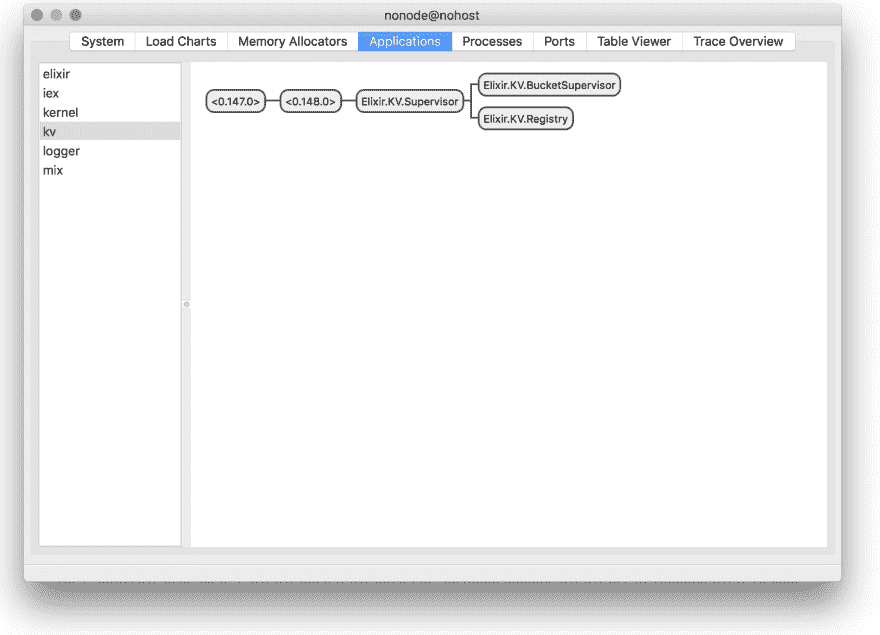 nonode@nohost
System Load Charts Memory Allocators Applications Processes Ports Table Viewer Trace Overview
elixir
iex
kernel
kv
logger
mix
<0.147.0> <0.148.0> Elixir.KV.Supervisor
Elixir.KV.BucketSupervisor
Elixir.KV.Registry